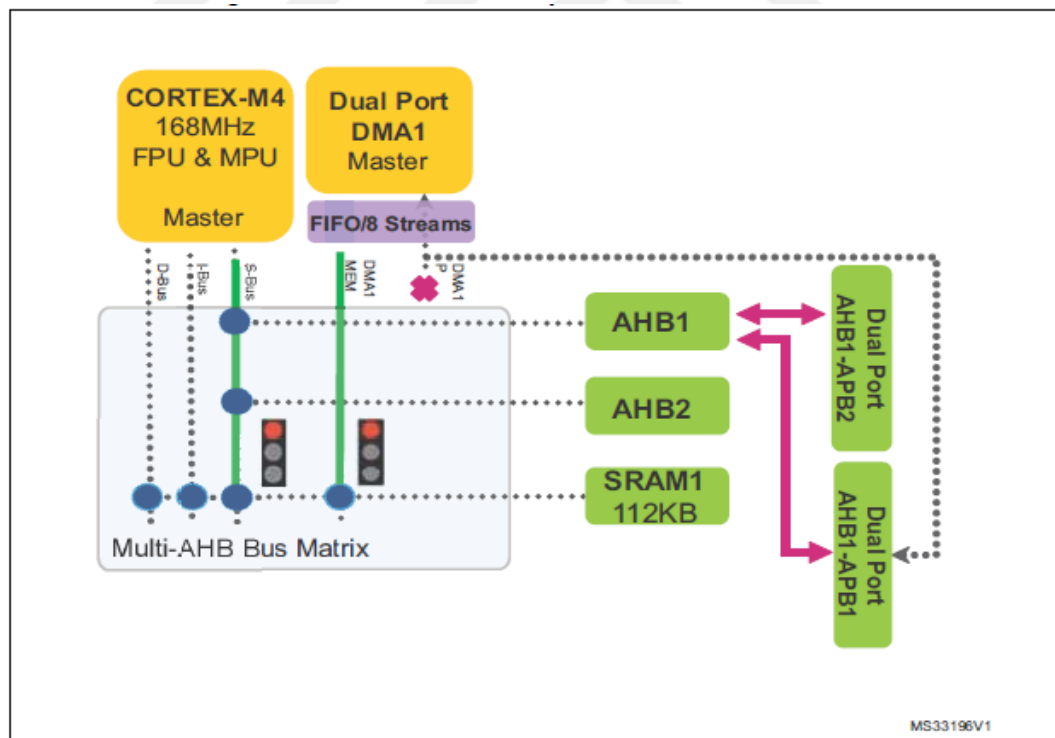 CORTEX-M4
168MHz
FPU & MPU
Master
Dual Port
DMA1
Master
FIFO/8 Streams
D-Bus
I-Bus
S-Bus
DMA1
MEM
DMA1
P
AHB1
AHB2
SRAM1
112KB
Dual Port
AHB1-APB2
Dual Port
AHB1-APB1
Multi-AHB Bus Matrix
MS33196V1